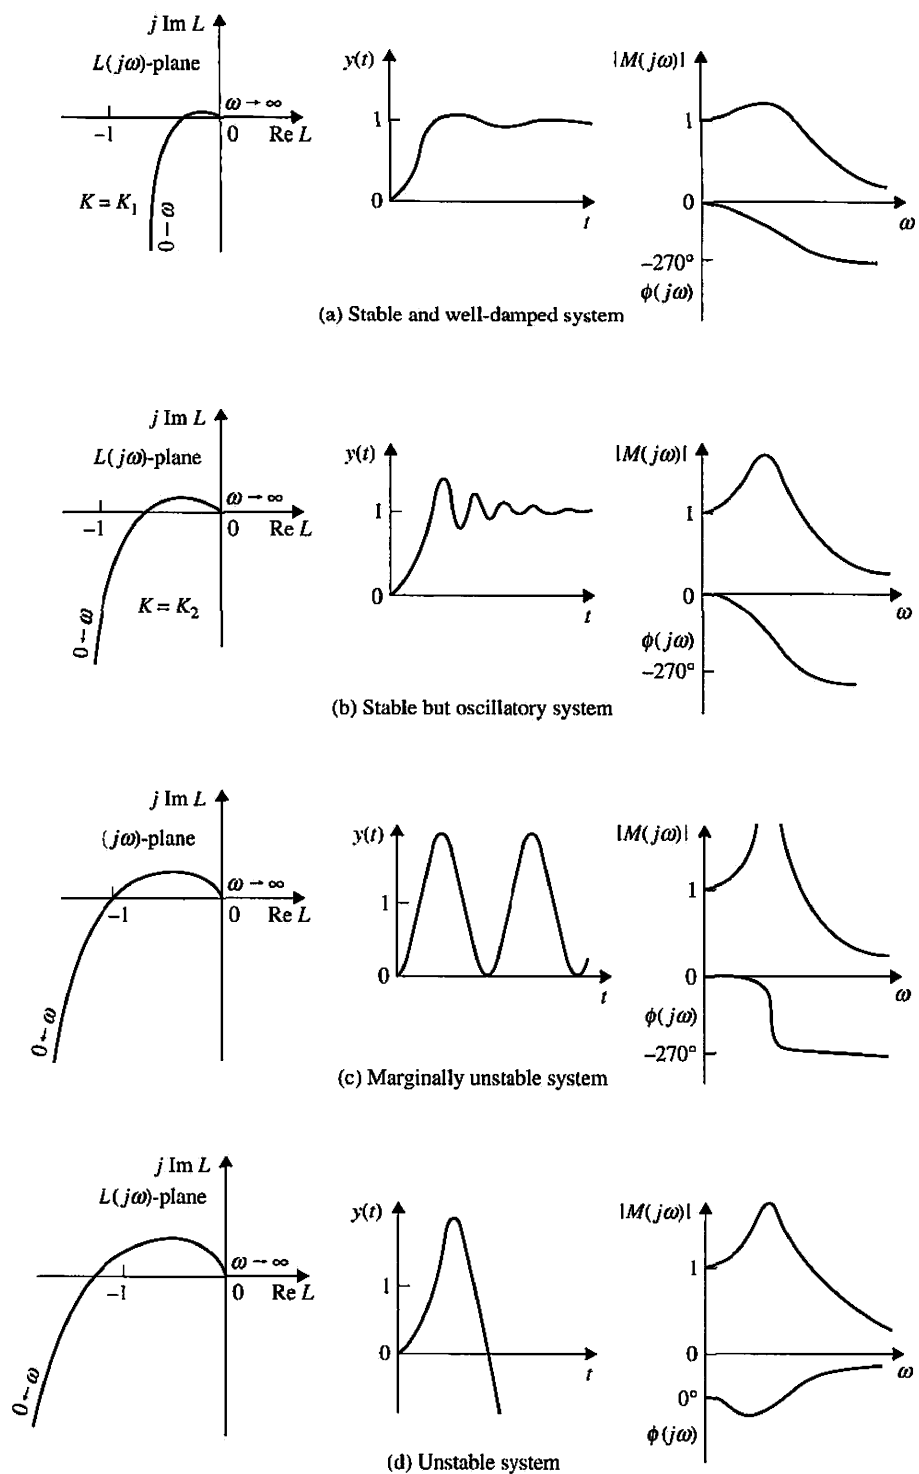 j Im L
L(jω)-plane
ω → ∞
−1
0
Re L
K = K1
0 ← ω
y(t)
1
0
t
|M(jω)|
1
0
ω
−270°
ϕ(jω)
(a) Stable and well-damped system
j Im L
L(jω)-plane
ω → ∞
−1
0
Re L
K = K2
0 ← ω
y(t)
1
0
t
|M(jω)|
1
0
ω
ϕ(jω)
−270°
(b) Stable but oscillatory system
j Im L
(jω)-plane
ω → ∞
−1
0
Re L
0 ← ω
y(t)
1
0
t
|M(jω)|
1
0
ω
ϕ(jω)
−270°
(c) Marginally unstable system
j Im L
L(jω)-plane
ω → ∞
−1
0
Re L
0 ← ω
y(t)
1
0
t
|M(jω)|
1
0
ω
0°
ϕ(jω)
(d) Unstable system